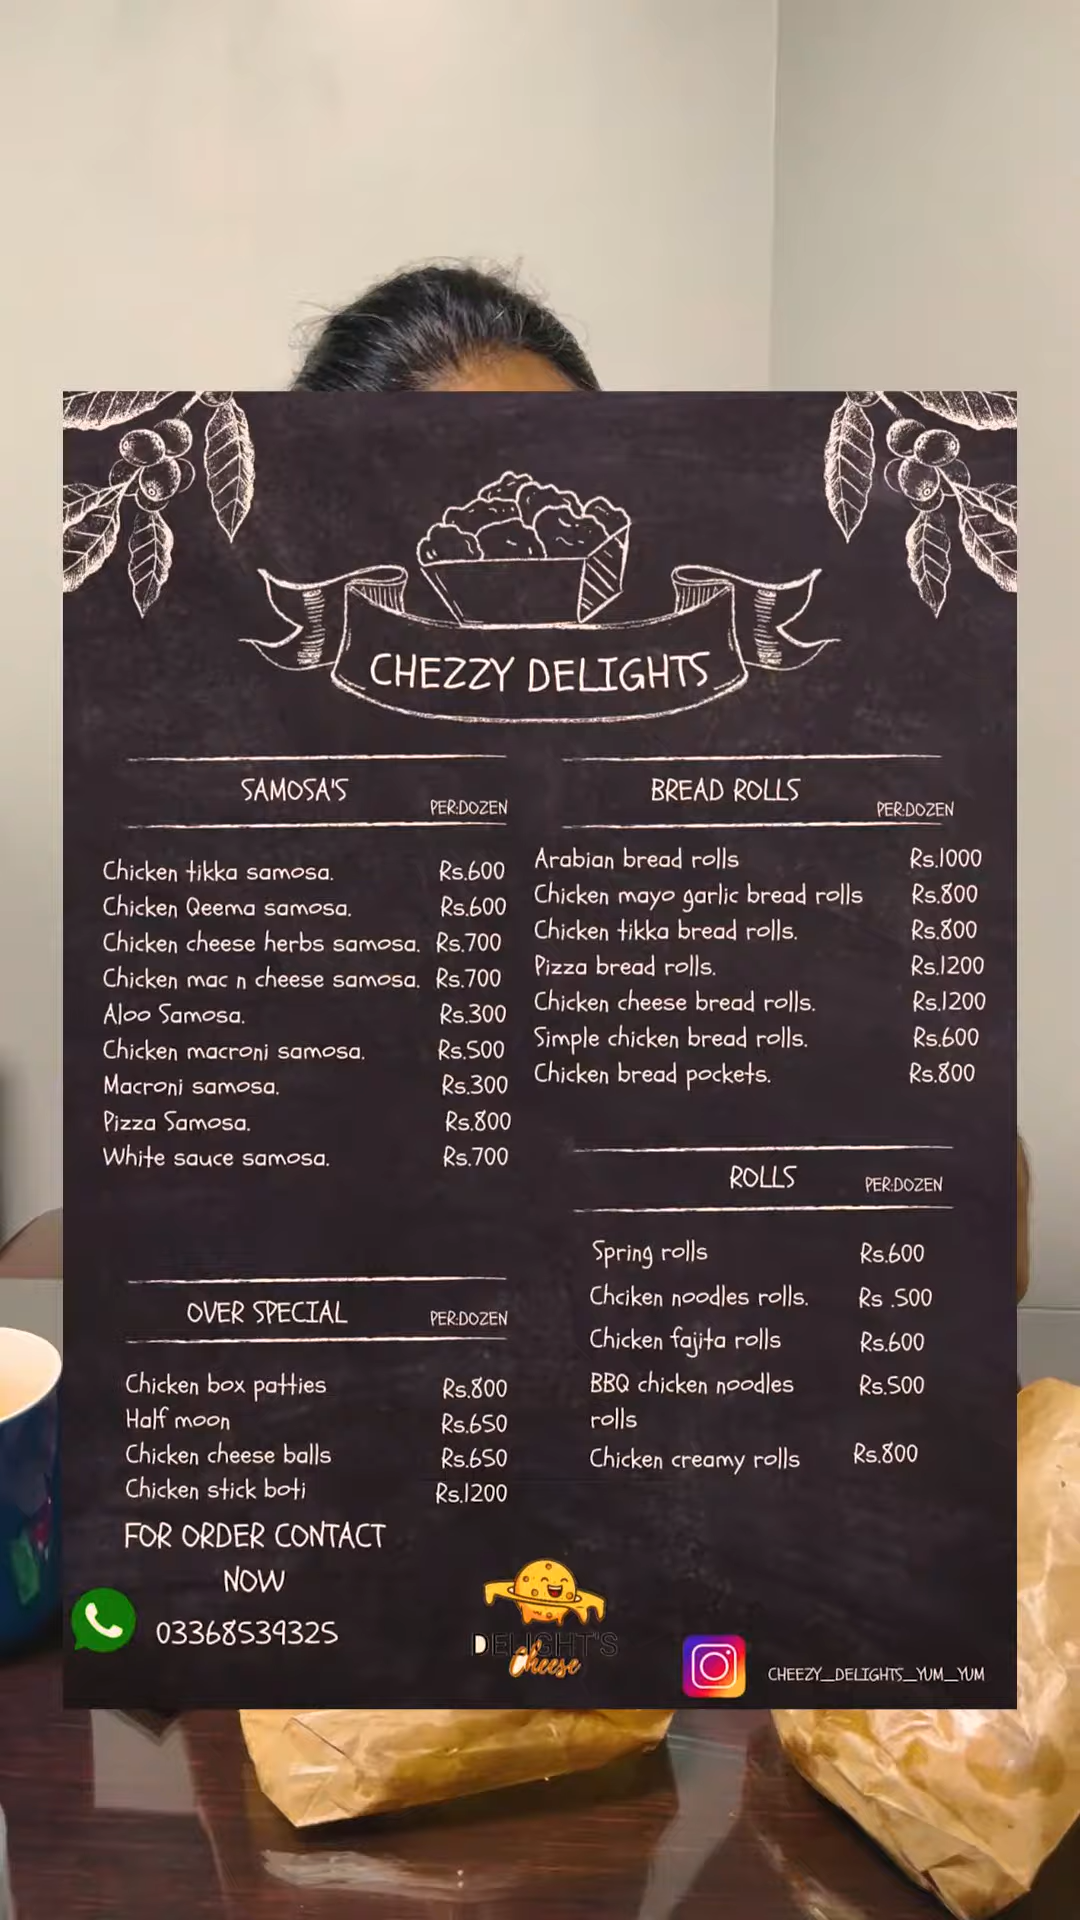 CHEZZY DELIGHTS
SAMOSA'S
PER:DOZEN
Chicken tikka samosa. Rs.600
Chicken Qeema samosa. Rs.600
Chicken cheese herbs samosa. Rs.700
Chicken mac n cheese samosa. Rs.700
Aloo Samosa. Rs.300
Chicken macroni samosa. Rs.500
Macroni samosa. Rs.300
Pizza Samosa. Rs.800
White sauce samosa. Rs.700
OVER SPECIAL
PER:DOZEN
Chicken box patties Rs.800
Half moon Rs.650
Chicken cheese balls Rs.650
Chicken stick boti Rs.1200
FOR ORDER CONTACT
NOW
03368539325
BREAD ROLLS
PER:DOZEN
Arabian bread rolls Rs.1000
Chicken mayo garlic bread rolls Rs.800
Chicken tikka bread rolls. Rs.800
Pizza bread rolls. Rs.1200
Chicken cheese bread rolls. Rs.1200
Simple chicken bread rolls. Rs.600
Chicken bread pockets. Rs.800
ROLLS
PER:DOZEN
Spring rolls Rs.600
Chciken noodles rolls. Rs .500
Chicken fajita rolls Rs.600
BBQ chicken noodles Rs.500
rolls
Chicken creamy rolls Rs.800
DELIGHT'S
Cheese
CHEEZY_DELIGHTS_YUM_YUM